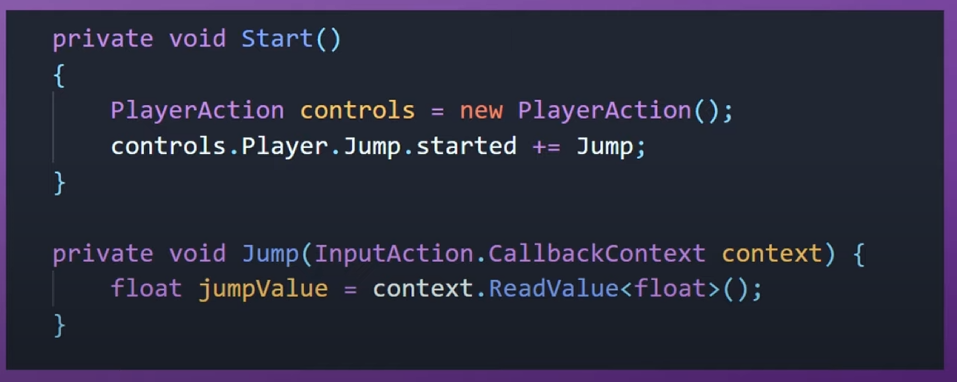 private void Start()
{
    PlayerAction controls = new PlayerAction();
    controls.Player.Jump.started += Jump;
}

private void Jump(InputAction.CallbackContext context) {
    float jumpValue = context.ReadValue<float>();
}